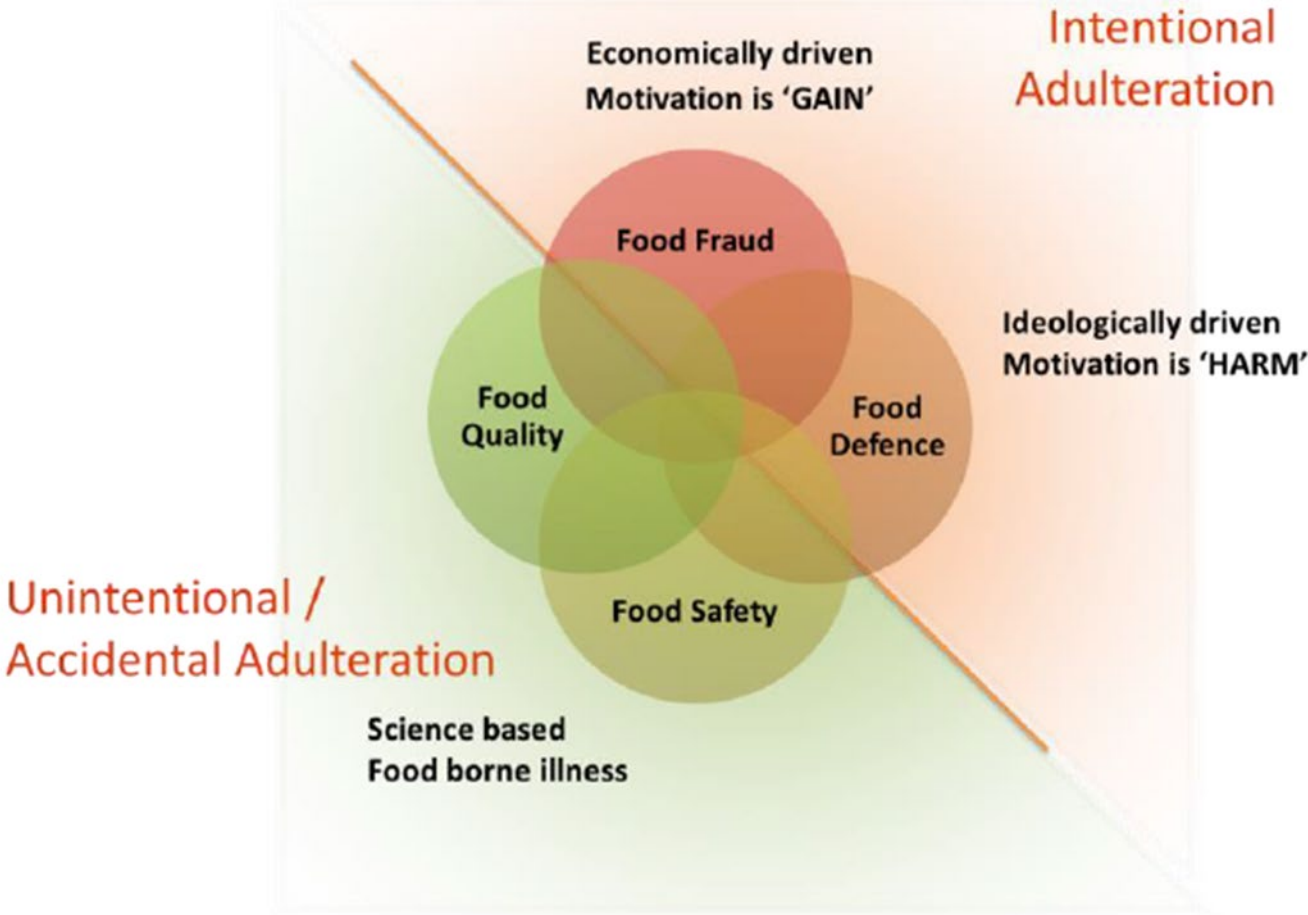 Intentional
Adulteration
Economically driven
Motivation is ‘GAIN’
Food Fraud
Ideologically driven
Motivation is ‘HARM’
Food
Quality
Food
Defence
Food Safety
Unintentional /
Accidental Adulteration
Science based
Food borne illness